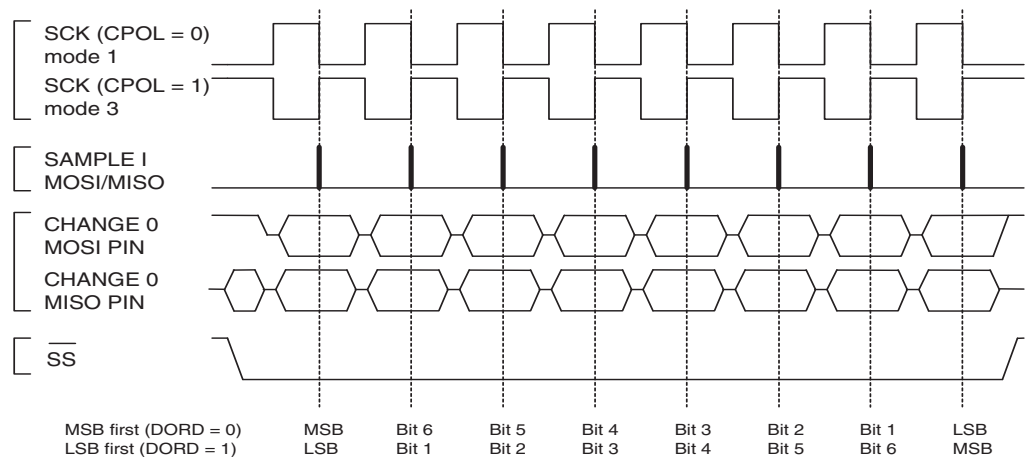 SCK (CPOL = 0)
mode 1
SCK (CPOL = 1)
mode 3
SAMPLE I
MOSI/MISO
CHANGE 0
MOSI PIN
CHANGE 0
MISO PIN
SS
MSB first (DORD = 0) MSB Bit 6 Bit 5 Bit 4 Bit 3 Bit 2 Bit 1 LSB
LSB first (DORD = 1) LSB Bit 1 Bit 2 Bit 3 Bit 4 Bit 5 Bit 6 MSB